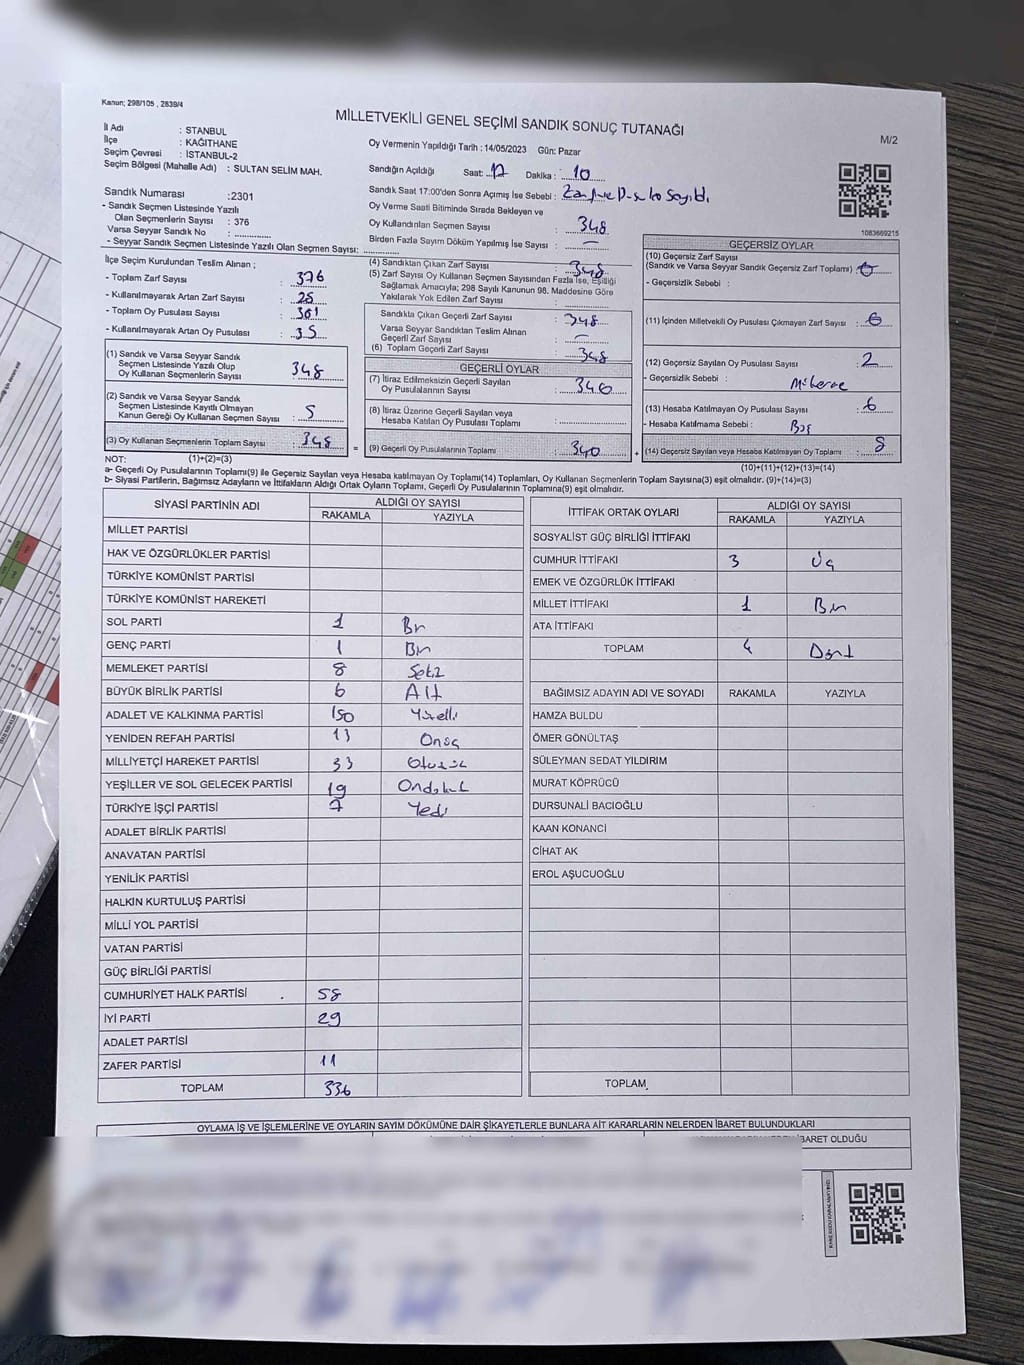 Kanun; 298/105 , 2839/4
MİLLETVEKİLİ GENEL SEÇİMİ SANDIK SONUÇ TUTANAĞI
M/2
İl Adı : STANBUL
İlçe : KAĞITHANE
Seçim Çevresi : İSTANBUL-2
Seçim Bölgesi (Mahalle Adı) : SULTAN SELİM MAH.
Oy Vermenin Yapıldığı Tarih : 14/05/2023 Gün: Pazar
Sandığın Açıldığı Saat: 17 Dakika : 10
Sandık Saat 17:00'den Sonra Açımış İse Sebebi :
Oy Verme Saati Bitiminde Sırada Bekleyen ve
Oy Kullandırılan Seçmen Sayısı : 348
Birden Fazla Sayım Döküm Yapılmış İse Sayısı : —
1083669215
Sandık Numarası :2301
- Sandık Seçmen Listesinde Yazılı
Olan Seçmenlerin Sayısı : 376
Varsa Seyyar Sandık No : ................
- Seyyar Sandık Seçmen Listesinde Yazılı Olan Seçmen Sayısı: ................
İlçe Seçim Kurulundan Teslim Alınan ;
- Toplam Zarf Sayısı : 376
- Kullanılmayarak Artan Zarf Sayısı : 28
- Toplam Oy Pusulası Sayısı : 381
- Kullanılmayarak Artan Oy Pusulası : 35
(1) Sandık ve Varsa Seyyar Sandık
Seçmen Listesinde Yazılı Olup
Oy Kullanan Seçmenlerin Sayısı : 348
(2) Sandık ve Varsa Seyyar Sandık
Seçmen Listesinde Kayıtlı Olmayan
Kanun Gereği Oy Kullanan Seçmen Sayısı : 5
(3) Oy Kullanan Seçmenlerin Toplam Sayısı : 348 =
(4) Sandıktan Çıkan Zarf Sayısı : 348
(5) Zarf Sayısı Oy Kullanan Seçmen Sayısından Fazla İse, Eşitliği
Sağlamak Amacıyla; 298 Sayılı Kanunun 98. Maddesine Göre
Yakılarak Yok Edilen Zarf Sayısı : ................
Sandıkta Çıkan Geçerli Zarf Sayısı : 348
Varsa Seyyar Sandıktan Teslim Alınan
Geçerli Zarf Sayısı : —
(6) Toplam Geçerli Zarf Sayısı : 348
GEÇERLİ OYLAR
(7) İtiraz Edilmeksizin Geçerli Sayılan
Oy Pusulalarının Sayısı : 340
(8) İtiraz Üzerine Geçerli Sayılan veya
Hesaba Katılan Oy Pusulası Toplamı : ................
(9) Geçerli Oy Pusulalarının Toplamı : 340 +
GEÇERSİZ OYLAR
(10) Geçersiz Zarf Sayısı
(Sandık ve Varsa Seyyar Sandık Geçersiz Zarf Toplamı) : 0
- Geçersizlik Sebebi :
(11) İçinden Milletvekili Oy Pusulası Çıkmayan Zarf Sayısı : 6
(12) Geçersiz Sayılan Oy Pusulası Sayısı : 2
- Geçersizlik Sebebi :
(13) Hesaba Katılmayan Oy Pusulası Sayısı : 6
- Hesaba Katılmama Sebebi : Boş
(14) Geçersiz Sayılan veya Hesaba Katılmayan Oy Toplamı : 8
NOT: (1)+(2)=(3)
(10)+(11)+(12)+(13)=(14)
a- Geçerli Oy Pusulalarının Toplamı(9) ile Geçersiz Sayılan veya Hesaba katılmayan Oy Toplamı(14) Toplamları, Oy Kullanan Seçmenlerin Toplam Sayısına(3) eşit olmalıdır. (9)+(14)=(3)
b- Siyasi Partilerin, Bağımsız Adayların ve İttifakların Aldığı Ortak Oyların Toplamı, Geçerli Oy Pusulalarının Toplamına(9) eşit olmalıdır.
SİYASİ PARTİNİN ADI ALDIĞI OY SAYISI
RAKAMLA YAZIYLA
MİLLET PARTİSİ
HAK VE ÖZGÜRLÜKLER PARTİSİ
TÜRKİYE KOMÜNİST PARTİSİ
TÜRKİYE KOMÜNİST HAREKETİ
SOL PARTİ 1 Bir
GENÇ PARTİ 1 Bir
MEMLEKET PARTİSİ 8 Sekiz
BÜYÜK BİRLİK PARTİSİ 6 Altı
ADALET VE KALKINMA PARTİSİ 150 Yüzelli
YENİDEN REFAH PARTİSİ 13 Onüç
MİLLİYETÇİ HAREKET PARTİSİ 33 Otuzüç
YEŞİLLER VE SOL GELECEK PARTİSİ 19 Ondokuz
TÜRKİYE İŞÇİ PARTİSİ 7 Yedi
ADALET BİRLİK PARTİSİ
ANAVATAN PARTİSİ
YENİLİK PARTİSİ
HALKIN KURTULUŞ PARTİSİ
MİLLİ YOL PARTİSİ
VATAN PARTİSİ
GÜÇ BİRLİĞİ PARTİSİ
CUMHURİYET HALK PARTİSİ 58
İYİ PARTİ 29
ADALET PARTİSİ
ZAFER PARTİSİ 11
TOPLAM 336
İTTİFAK ORTAK OYLARI ALDIĞI OY SAYISI
RAKAMLA YAZIYLA
SOSYALİST GÜÇ BİRLİĞİ İTTİFAKI
CUMHUR İTTİFAKI 3 Üç
EMEK VE ÖZGÜRLÜK İTTİFAKI
MİLLET İTTİFAKI 1 Bir
ATA İTTİFAKI
TOPLAM 4 Dört
BAĞIMSIZ ADAYIN ADI VE SOYADI RAKAMLA YAZIYLA
HAMZA BULDU
ÖMER GÖNÜLTAŞ
SÜLEYMAN SEDAT YILDIRIM
MURAT KÖPRÜCÜ
DURSUNALİ BACIOĞLU
KAAN KONANCİ
CİHAT AK
EROL AŞUCUOĞLU
TOPLAM
OYLAMA İŞ VE İŞLEMLERİNE VE OYLARIN SAYIM DÖKÜMÜNE DAİR ŞİKAYETLERLE BUNLARA AİT KARARLARIN NELERDEN İBARET BULUNDUKLARI
İBARET OLDUĞU